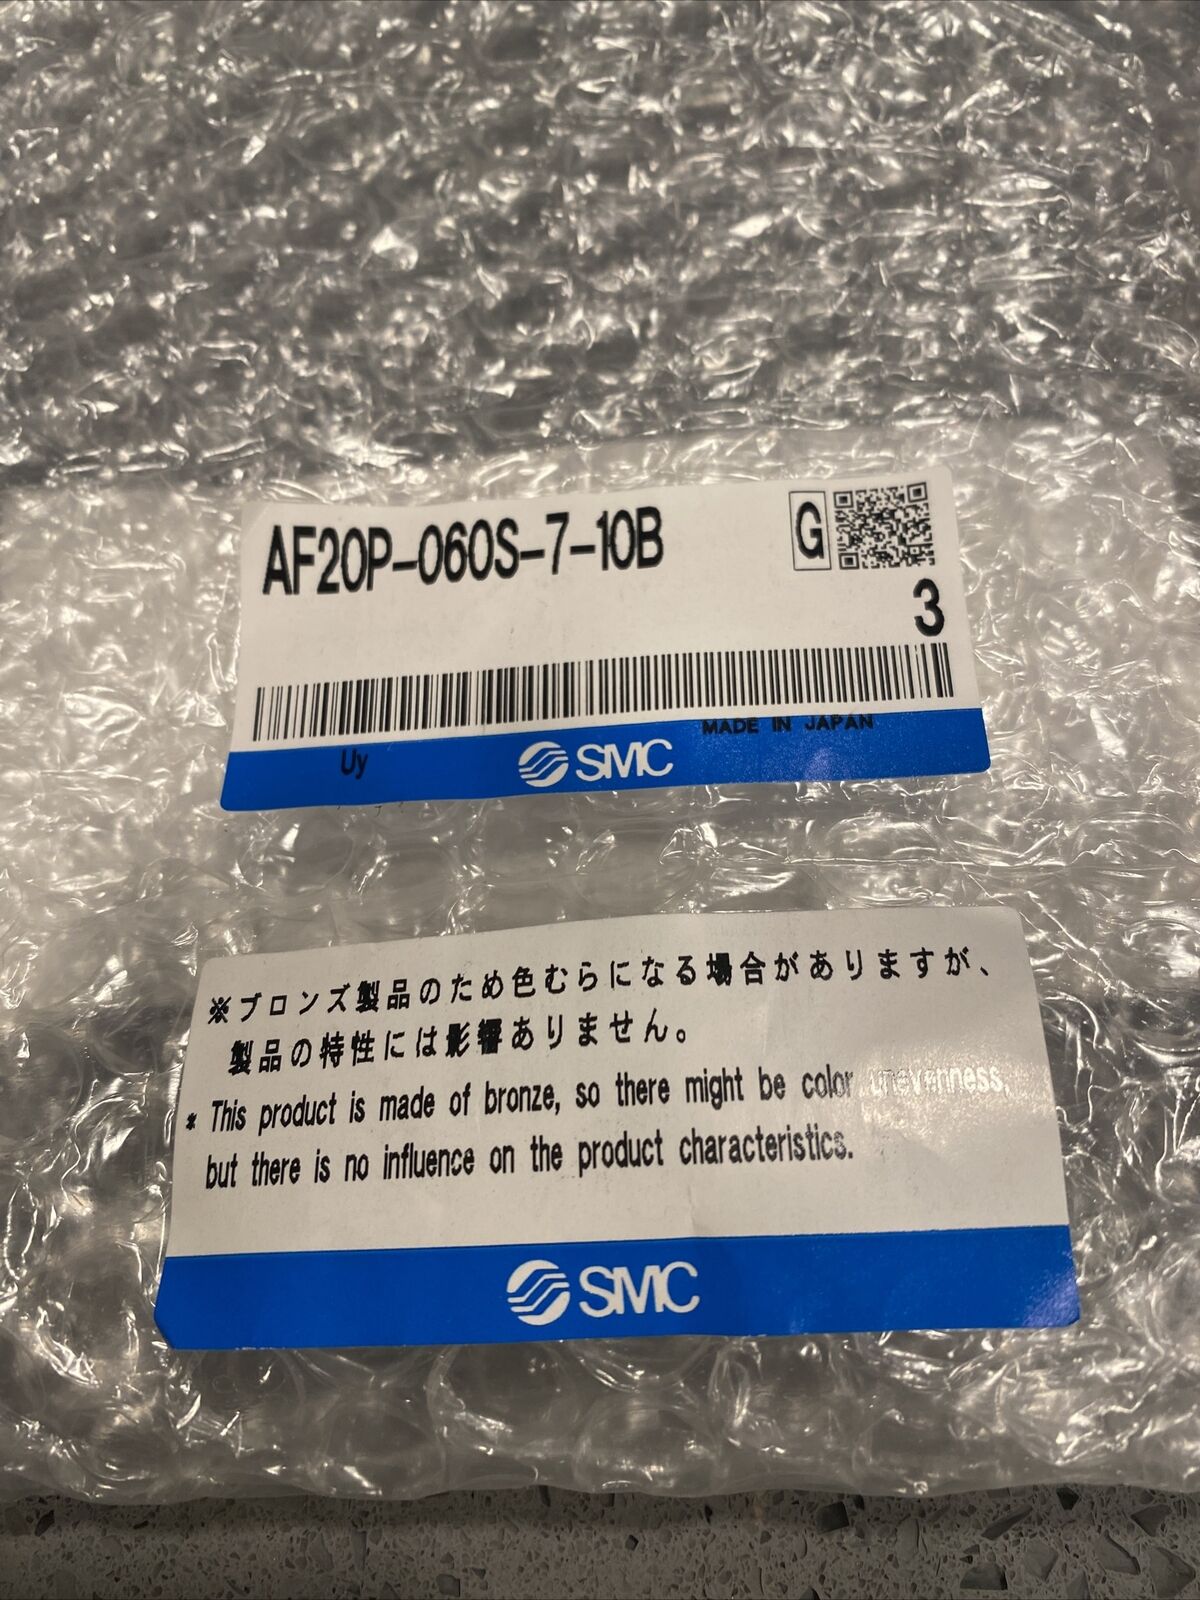 AF20P-060S-7-10B
G
3
MADE IN JAPAN
Uy
SMC
※ブロンズ製品のため色むらになる場合がありますが、
製品の特性には影響ありません。
* This product is made of bronze, so there might be color unevenness,
but there is no influence on the product characteristics.
SMC